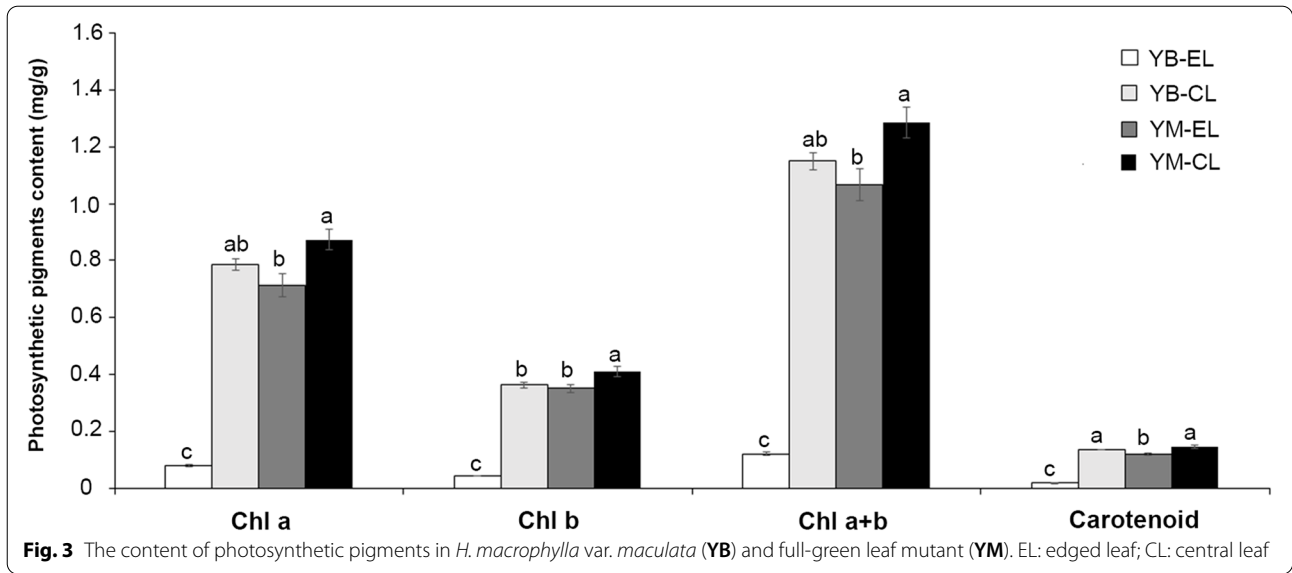 Photosynthetic pigments content (mg/g)
1.6
1.4
1.2
1.0
0.8
0.6
0.4
0.2
0
c
ab
b
a
c
b
b
a
c
ab
b
a
c
a
b
a
YB-EL
YB-CL
YM-EL
YM-CL
Chl a
Chl b
Chl a+b
Carotenoid
Fig. 3 The content of photosynthetic pigments in H. macrophylla var. maculata (YB) and full-green leaf mutant (YM). EL: edged leaf; CL: central leaf